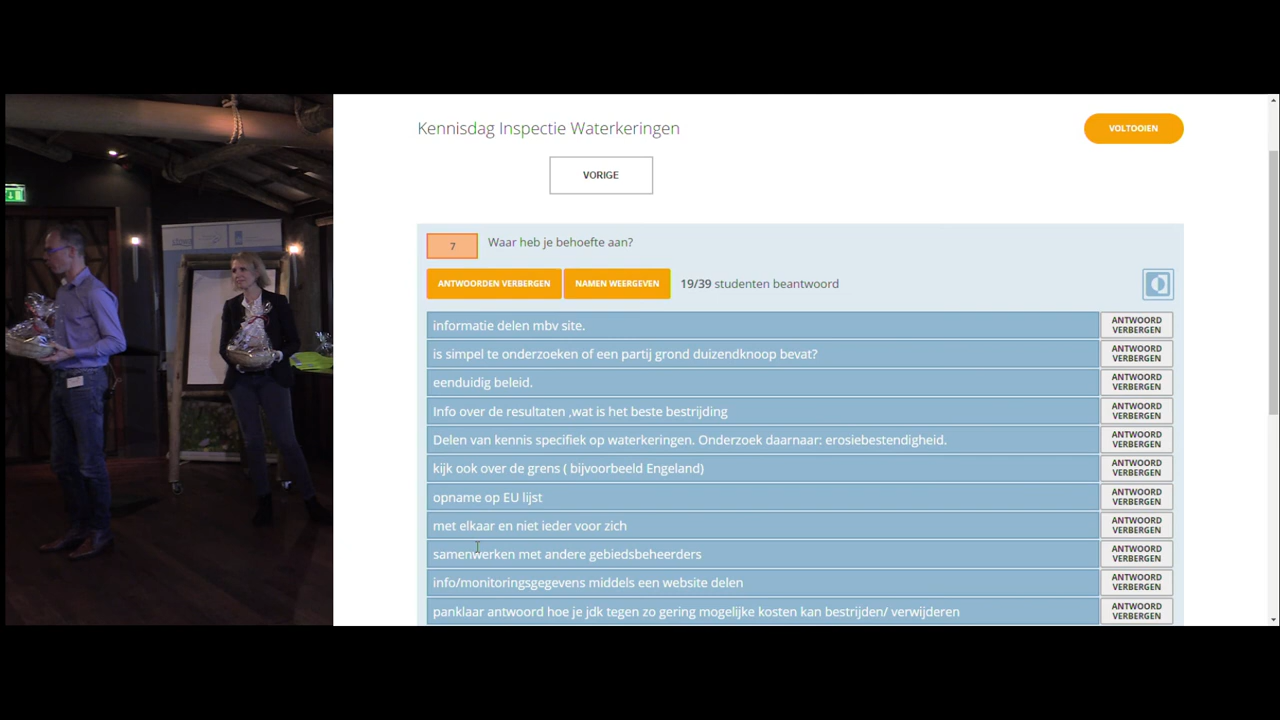 Kennisdag Inspectie Waterkeringen
VOLTOOIEN
VORIGE
7
Waar heb je behoefte aan?
ANTWOORDEN VERBERGEN
NAMEN WEERGEVEN
19/39 studenten beantwoord
informatie delen mbv site.
ANTWOORD
VERBERGEN
is simpel te onderzoeken of een partij grond duizendknoop bevat?
ANTWOORD
VERBERGEN
eenduidig beleid.
ANTWOORD
VERBERGEN
Info over de resultaten ,wat is het beste bestrijding
ANTWOORD
VERBERGEN
Delen van kennis specifiek op waterkeringen. Onderzoek daarnaar: erosiebestendigheid.
ANTWOORD
VERBERGEN
kijk ook over de grens ( bijvoorbeeld Engeland)
ANTWOORD
VERBERGEN
opname op EU lijst
ANTWOORD
VERBERGEN
met elkaar en niet ieder voor zich
ANTWOORD
VERBERGEN
samenwerken met andere gebiedsbeheerders
ANTWOORD
VERBERGEN
info/monitoringsgegevens middels een website delen
ANTWOORD
VERBERGEN
panklaar antwoord hoe je jdk tegen zo gering mogelijke kosten kan bestrijden/ verwijderen
ANTWOORD
VERBERGEN